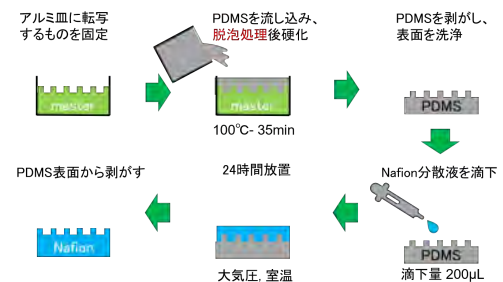 アルミ皿に転写
するものを固定
master
PDMSを流し込み、
脱泡処理後硬化
master
100℃- 35min
PDMSを剥がし、
表面を洗浄
PDMS
Nafion分散液を滴下
PDMS
滴下量 200μL
24時間放置
大気圧, 室温
PDMS表面から剥がす
Nafion